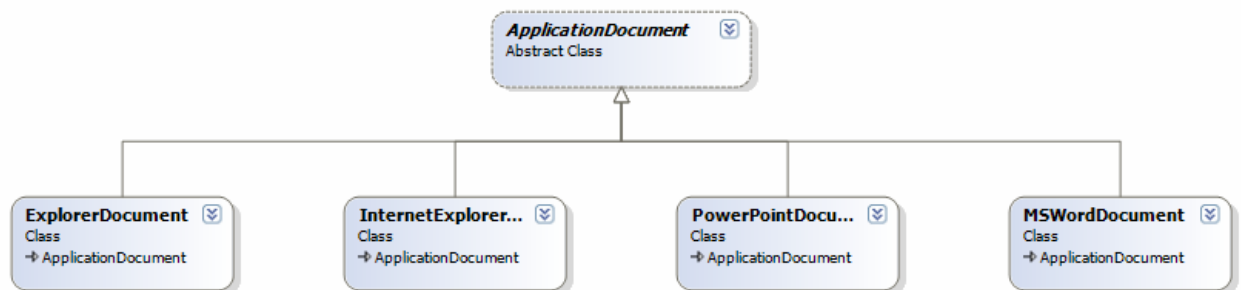 ApplicationDocument
Abstract Class
ExplorerDocument
Class
ApplicationDocument
InternetExplorer...
Class
ApplicationDocument
PowerPointDocu...
Class
ApplicationDocument
MSWordDocument
Class
ApplicationDocument